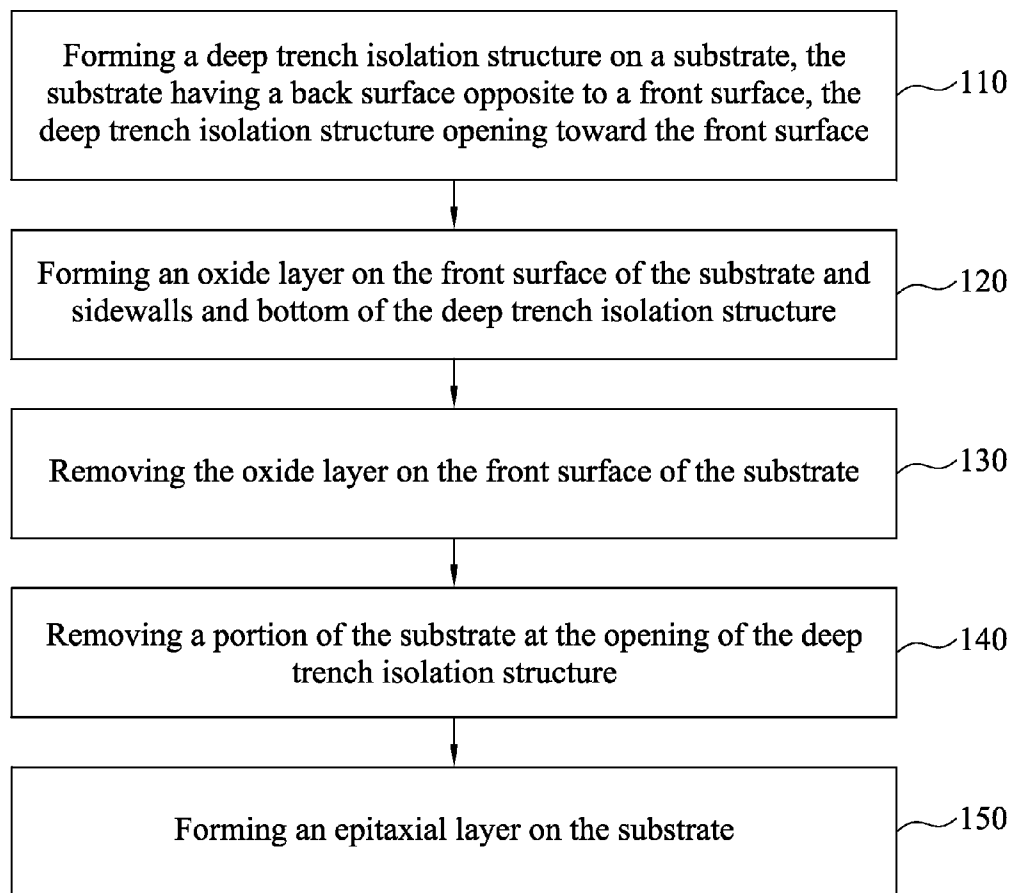 Forming a deep trench isolation structure on a substrate, the
substrate having a back surface opposite to a front surface, the
deep trench isolation structure opening toward the front surface
110
Forming an oxide layer on the front surface of the substrate and
sidewalls and bottom of the deep trench isolation structure
120
Removing the oxide layer on the front surface of the substrate
130
Removing a portion of the substrate at the opening of the deep
trench isolation structure
140
Forming an epitaxial layer on the substrate
150